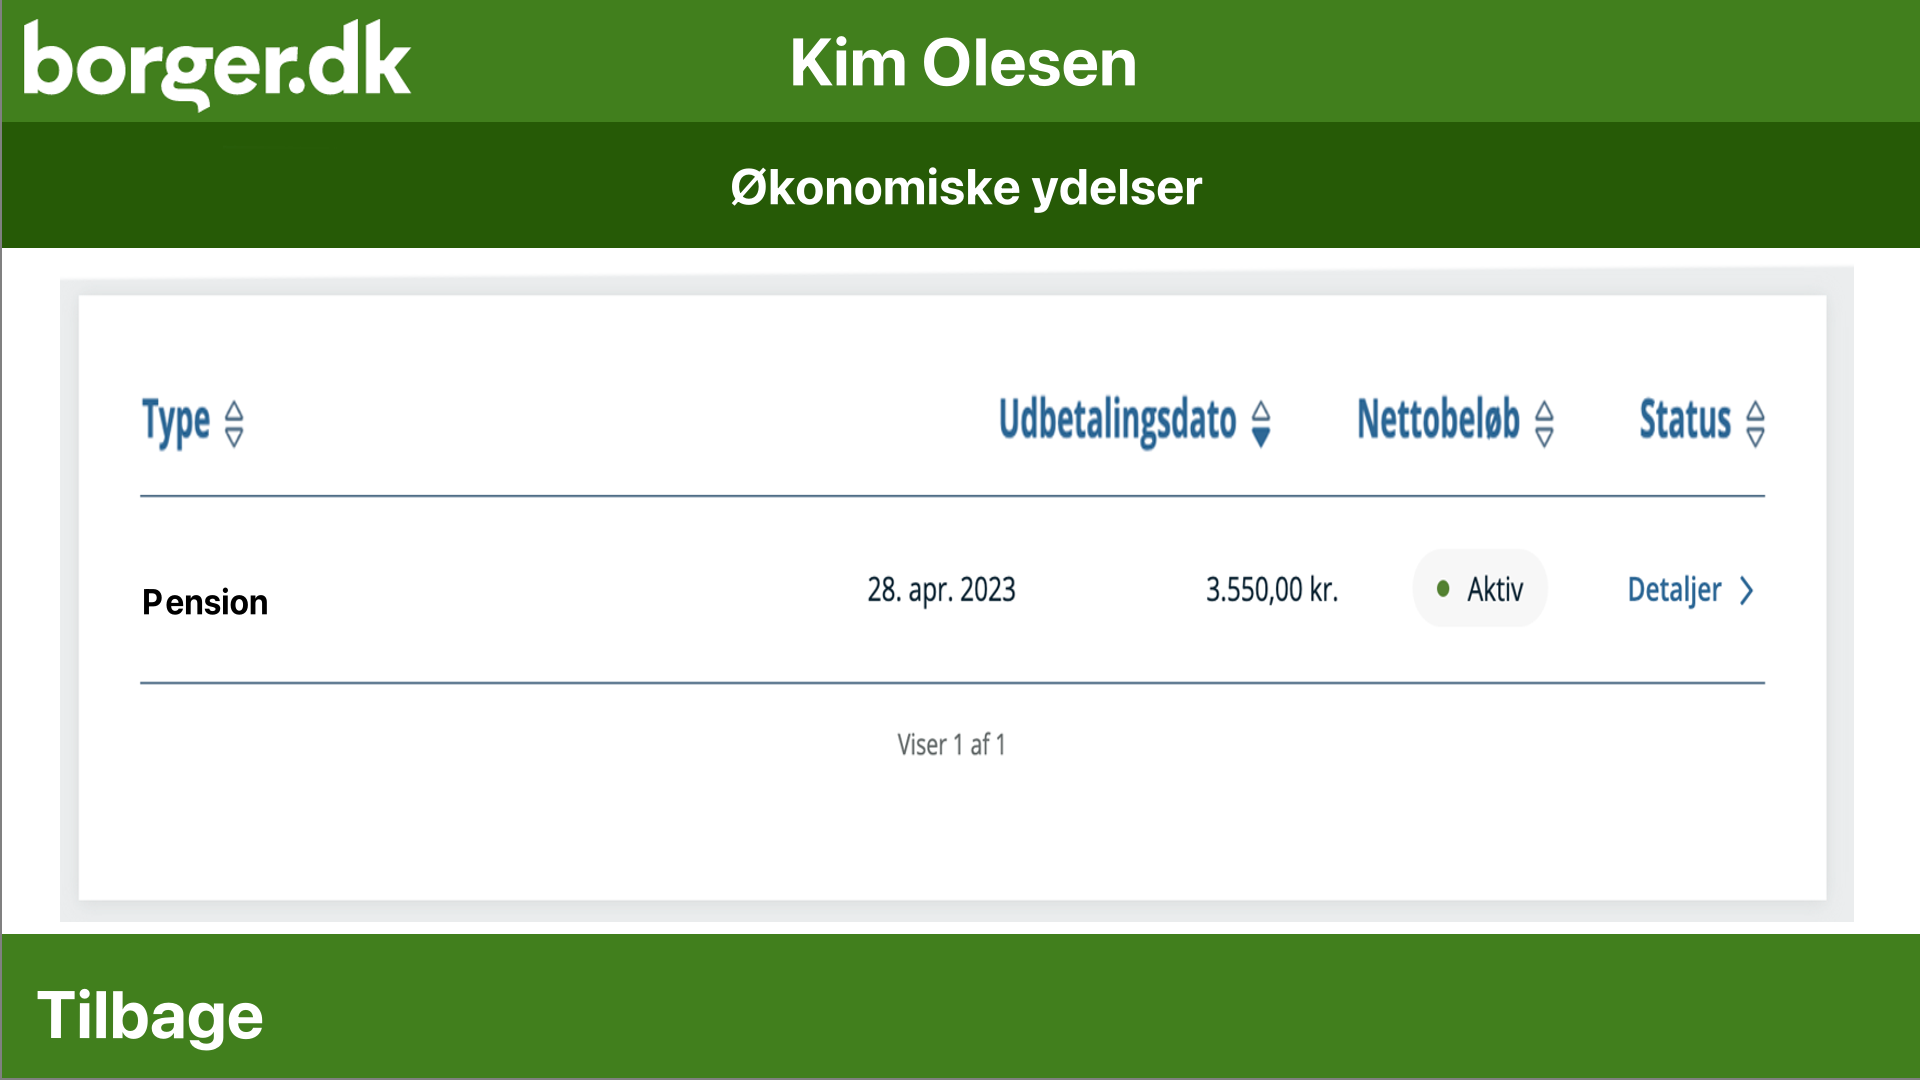 borger.dk
Kim Olesen
Økonomiske ydelser
Type Udbetalingsdato Nettobeløb Status
Pension 28. apr. 2023 3.550,00 kr. Aktiv Detaljer
Viser 1 af 1
Tilbage